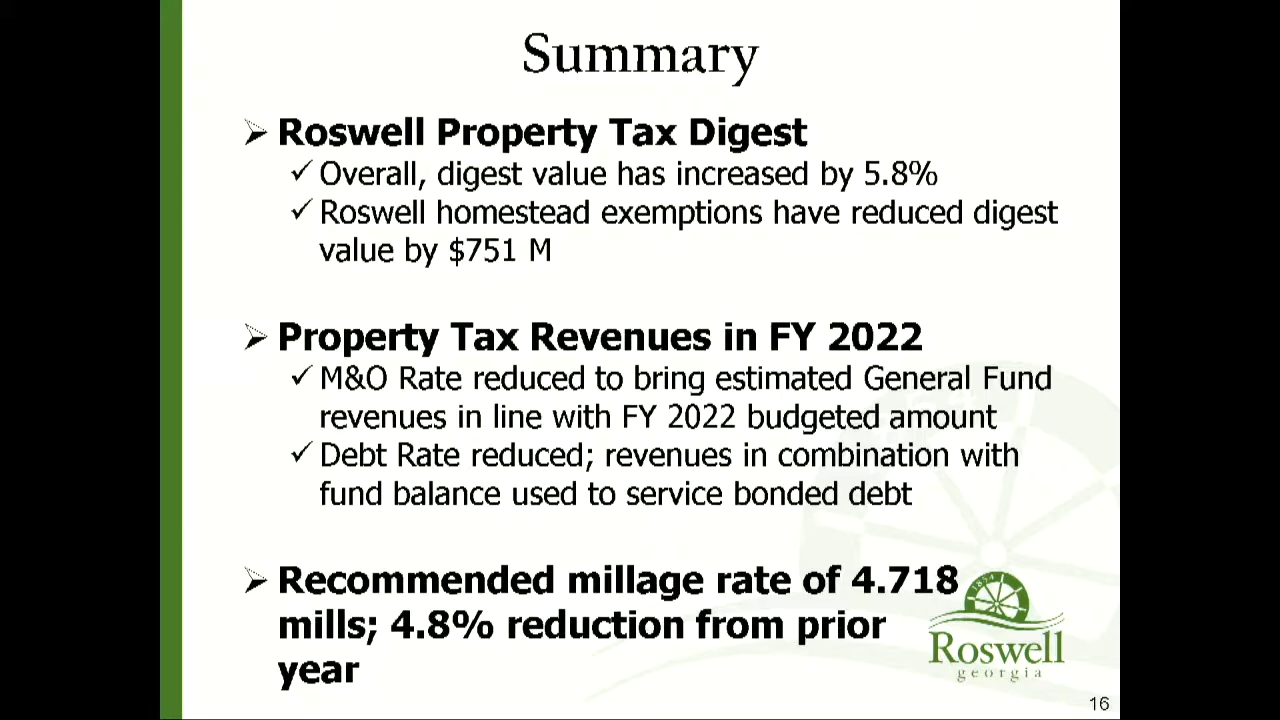 Summary
➢ Roswell Property Tax Digest
✓ Overall, digest value has increased by 5.8%
✓ Roswell homestead exemptions have reduced digest
value by $751 M
➢ Property Tax Revenues in FY 2022
✓ M&O Rate reduced to bring estimated General Fund
revenues in line with FY 2022 budgeted amount
✓ Debt Rate reduced; revenues in combination with
fund balance used to service bonded debt
➢ Recommended millage rate of 4.718
mills; 4.8% reduction from prior
year
1854
Roswell
georgia
16